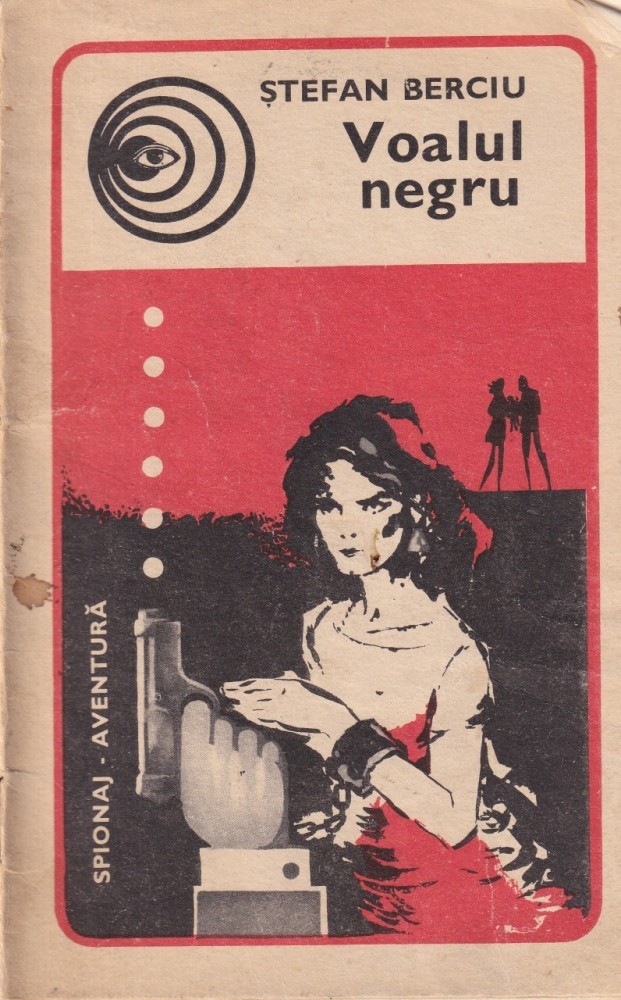 ȘTEFAN BERCIU
Voalul
negru
SPIONAJ - AVENTURĂ